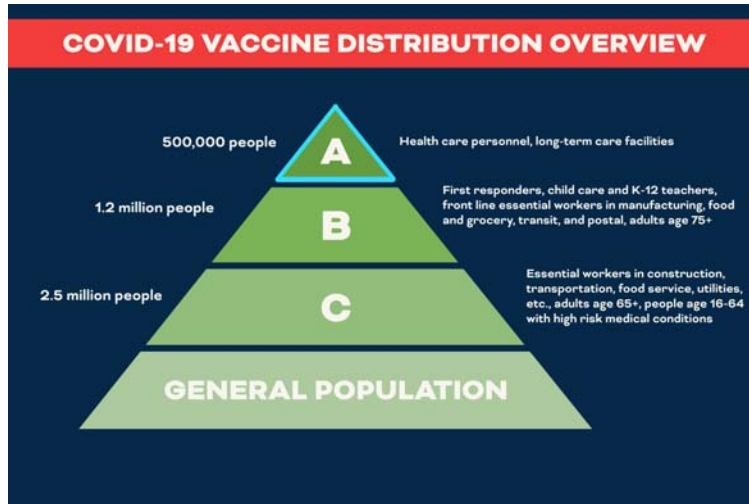 COVID-19 VACCINE DISTRIBUTION OVERVIEW
500,000 people
A
Health care personnel, long-term care facilities
1.2 million people
B
First responders, child care and K-12 teachers,
front line essential workers in manufacturing, food
and grocery, transit, and postal, adults age 75+
2.5 million people
C
Essential workers in construction,
transportation, food service, utilities,
etc., adults age 65+, people age 16-64
with high risk medical conditions
GENERAL POPULATION